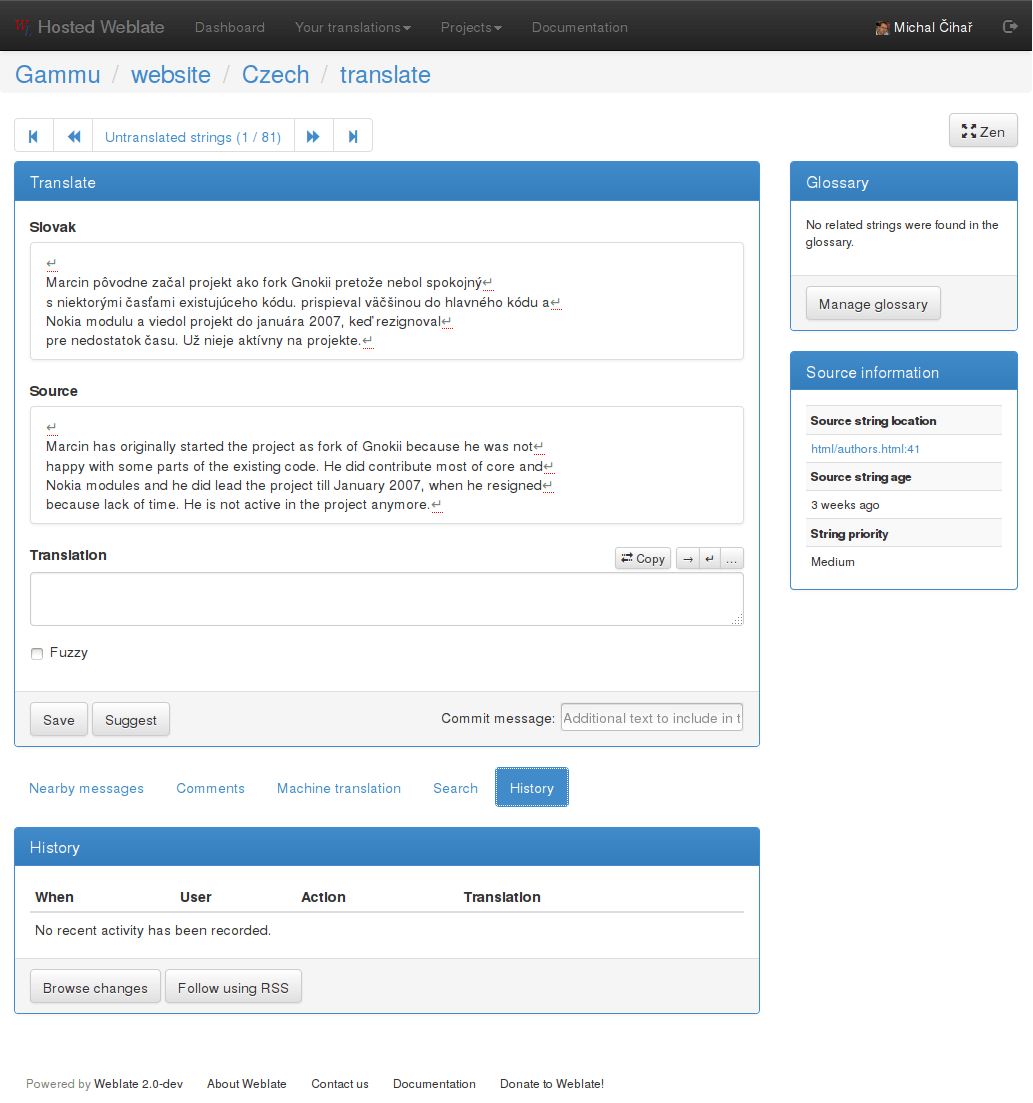 Hosted Weblate Dashboard Your translations Projects Documentation Michal Čihař
Gammu / website / Czech / translate
Untranslated strings (1 / 81)
Zen
Translate
Slovak
↵
Marcin pôvodne začal projekt ako fork Gnokii pretože nebol spokojný↵
s niektorými časťami existujúceho kódu. prispieval väčšinou do hlavného kódu a↵
Nokia modulu a viedol projekt do januára 2007, keď rezignoval↵
pre nedostatok času. Už nieje aktívny na projekte.↵
Source
↵
Marcin has originally started the project as fork of Gnokii because he was not↵
happy with some parts of the existing code. He did contribute most of core and↵
Nokia modules and he did lead the project till January 2007, when he resigned↵
because lack of time. He is not active in the project anymore.↵
Translation
Copy → ↵ …
Fuzzy
Save Suggest Commit message: Additional text to include in t
Glossary
No related strings were found in the
glossary.
Manage glossary
Source information
Source string location
html/authors.html:41
Source string age
3 weeks ago
String priority
Medium
Nearby messages Comments Machine translation Search History
History
When User Action Translation
No recent activity has been recorded.
Browse changes Follow using RSS
Powered by Weblate 2.0-dev About Weblate Contact us Documentation Donate to Weblate!